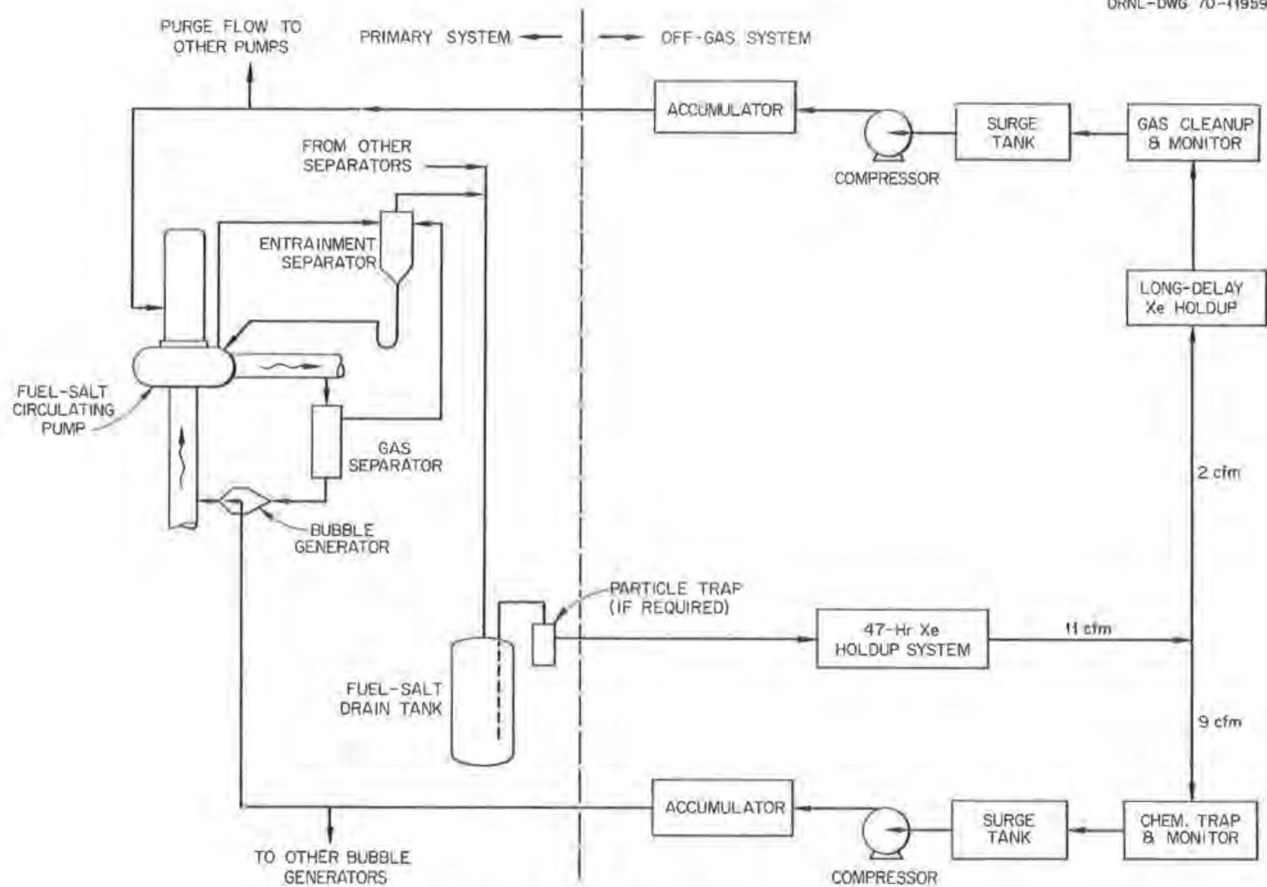 ORNL-DWG 70-11959
PURGE FLOW TO
OTHER PUMPS
PRIMARY SYSTEM
OFF-GAS SYSTEM
ACCUMULATOR
COMPRESSOR
SURGE
TANK
GAS CLEANUP
& MONITOR
FROM OTHER
SEPARATORS
ENTRAINMENT
SEPARATOR
LONG-DELAY
Xe HOLDUP
FUEL-SALT
CIRCULATING
PUMP
GAS
SEPARATOR
BUBBLE
GENERATOR
2 cfm
PARTICLE TRAP
(IF REQUIRED)
47-Hr Xe
HOLDUP SYSTEM
11 cfm
FUEL-SALT
DRAIN TANK
9 cfm
ACCUMULATOR
COMPRESSOR
SURGE
TANK
CHEM. TRAP
& MONITOR
TO OTHER BUBBLE
GENERATORS